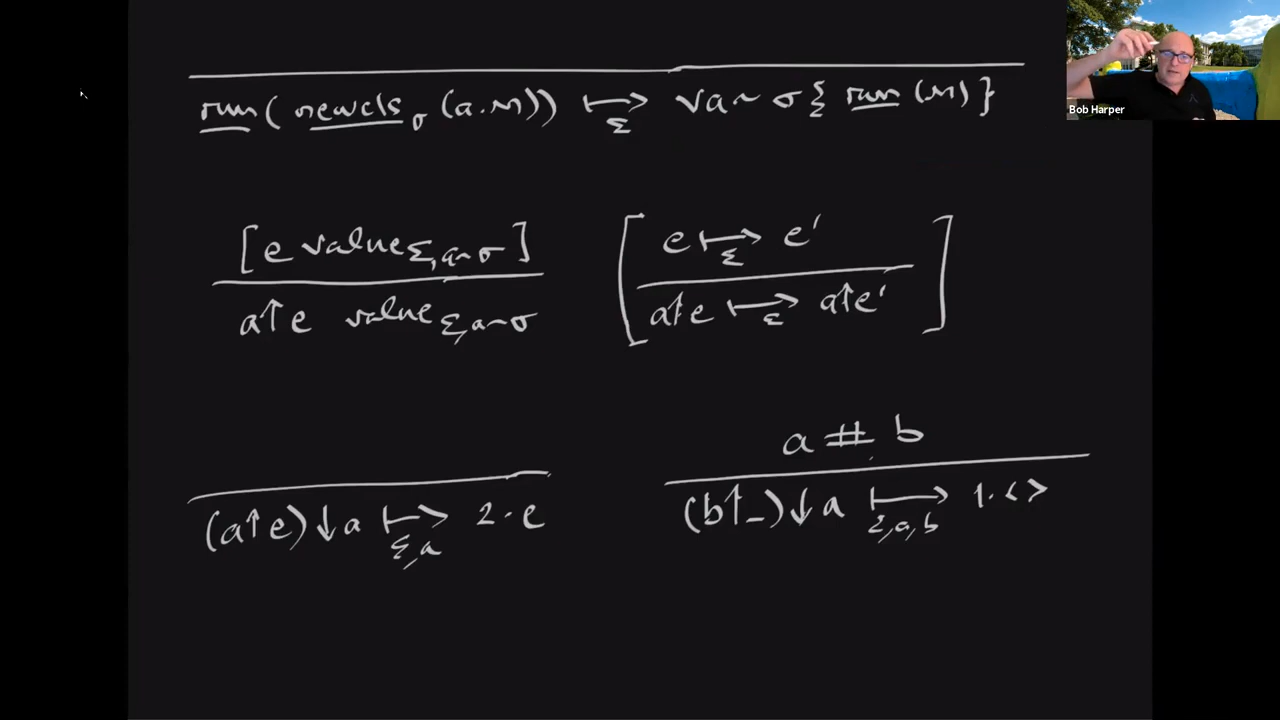 run(newcls_σ(a.m)) ↦_Σ νa~σ{run(m)}
Bob Harper
[e value_Σ,a~σ]
a↑e value_Σ,a~σ
[e ↦_Σ e'
a↑e ↦_Σ a↑e']
(a↑e)↓a ↦_Σ,a 2·e
a # b
(b↑_)↓a ↦_Σ,a,b 1·<>